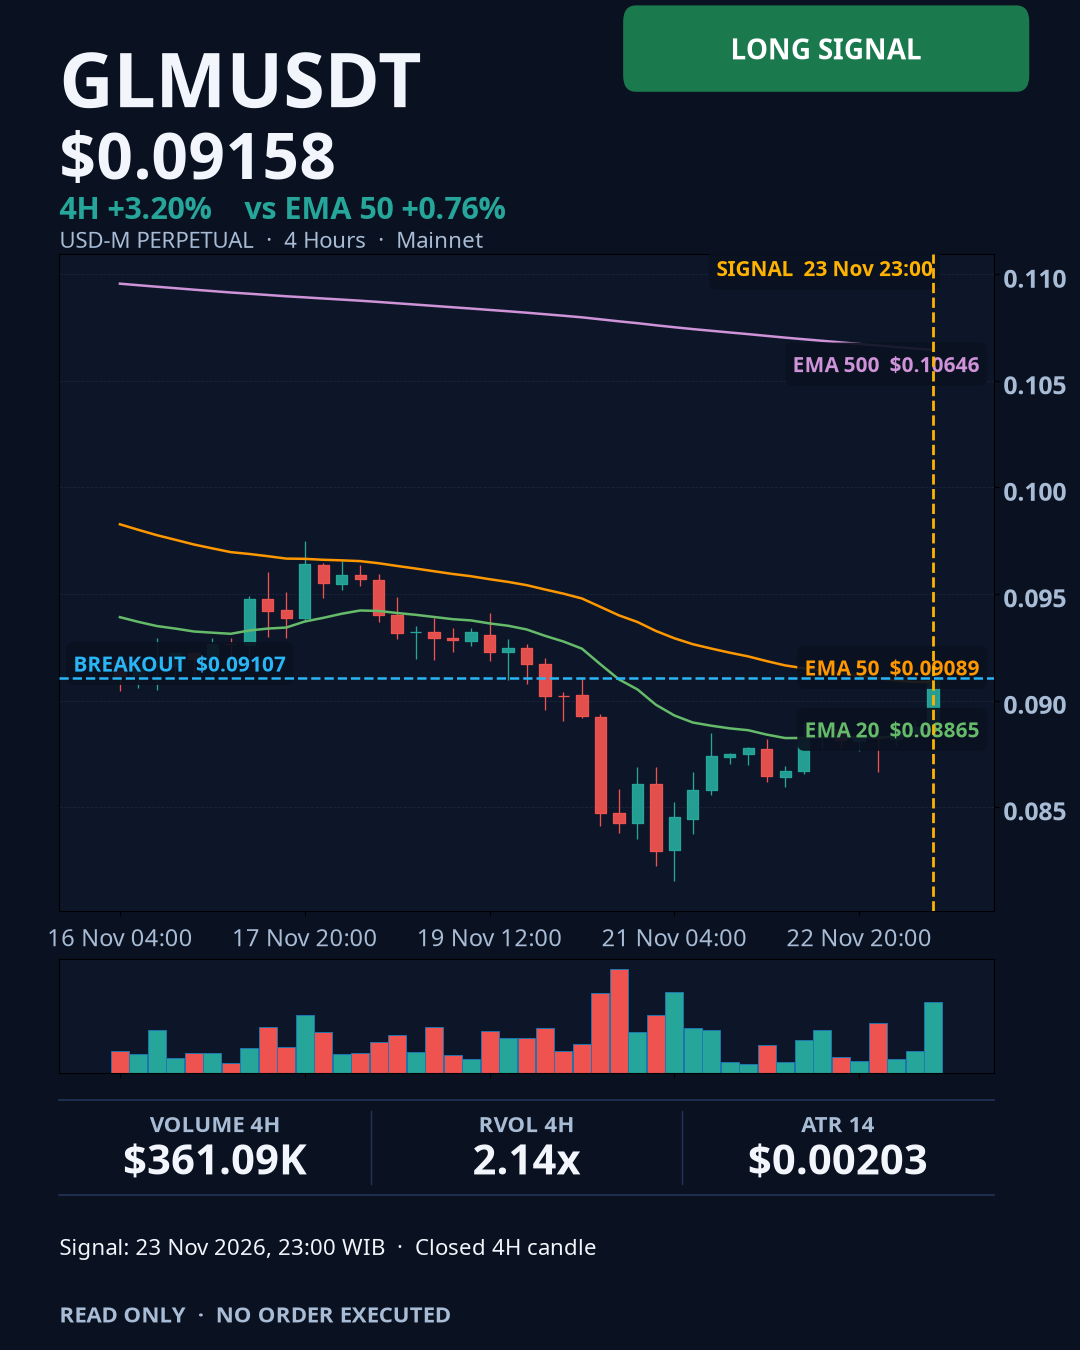 LONG SIGNAL
GLMUSDT
$0.09158
4H +3.20% vs EMA 50 +0.76%
USD-M PERPETUAL · 4 Hours · Mainnet
SIGNAL 23 Nov 23:00
0.110
EMA 500 $0.10646
0.105
0.100
0.095
BREAKOUT $0.09107
EMA 50 $0.09089
0.090
EMA 20 $0.08865
0.085
16 Nov 04:00 17 Nov 20:00 19 Nov 12:00 21 Nov 04:00 22 Nov 20:00
VOLUME 4H RVOL 4H ATR 14
$361.09K 2.14x $0.00203
Signal: 23 Nov 2026, 23:00 WIB · Closed 4H candle
READ ONLY · NO ORDER EXECUTED